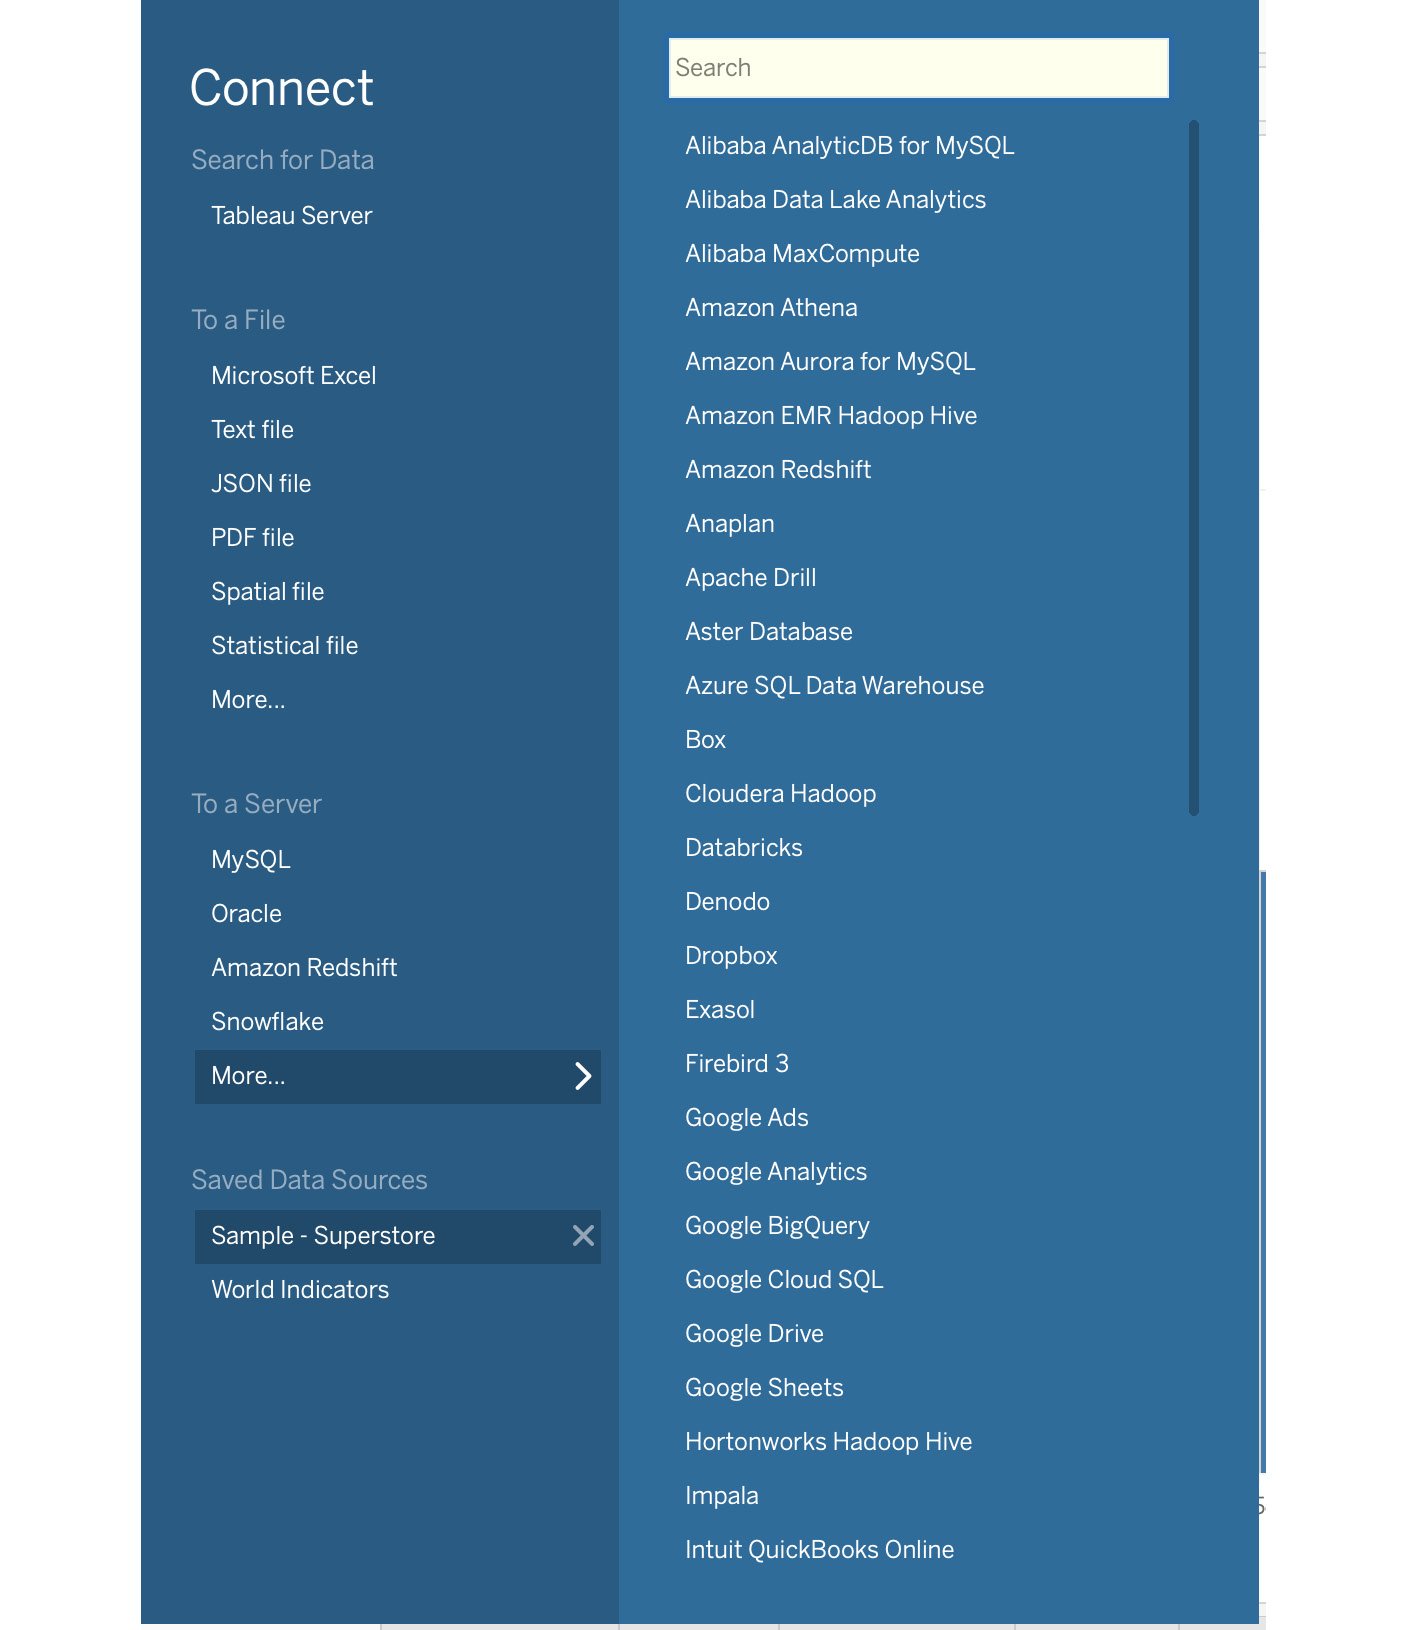 Connect
Search for Data
Tableau Server
To a File
Microsoft Excel
Text file
JSON file
PDF file
Spatial file
Statistical file
More...
To a Server
MySQL
Oracle
Amazon Redshift
Snowflake
More...
Saved Data Sources
Sample - Superstore
World Indicators
Search
Alibaba AnalyticDB for MySQL
Alibaba Data Lake Analytics
Alibaba MaxCompute
Amazon Athena
Amazon Aurora for MySQL
Amazon EMR Hadoop Hive
Amazon Redshift
Anaplan
Apache Drill
Aster Database
Azure SQL Data Warehouse
Box
Cloudera Hadoop
Databricks
Denodo
Dropbox
Exasol
Firebird 3
Google Ads
Google Analytics
Google BigQuery
Google Cloud SQL
Google Drive
Google Sheets
Hortonworks Hadoop Hive
Impala
Intuit QuickBooks Online